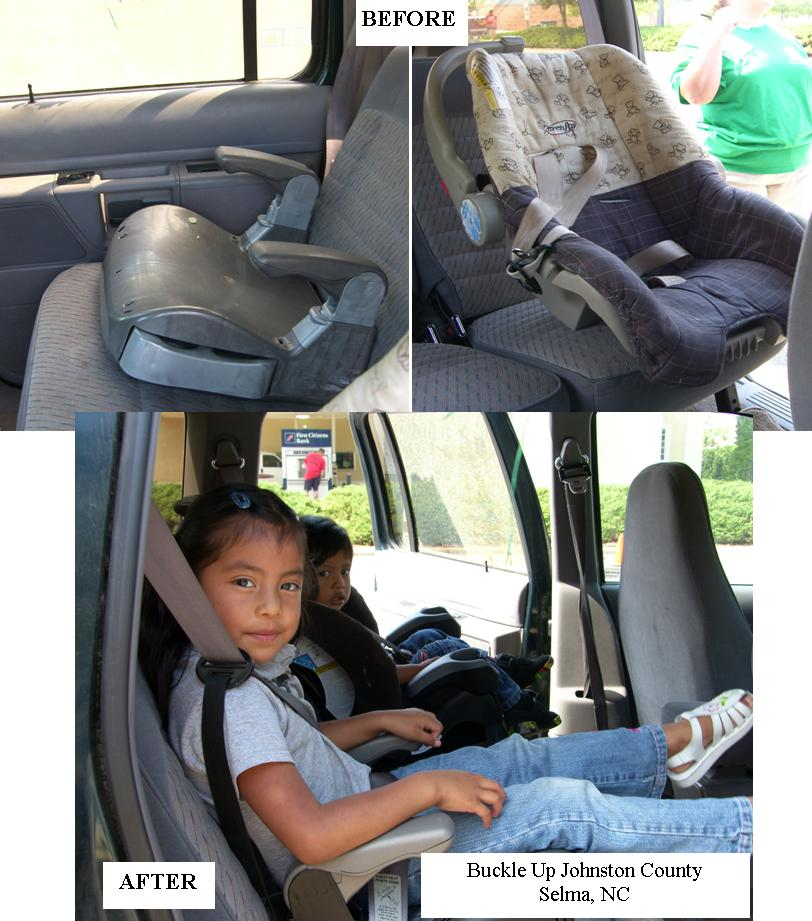 BEFORE
First Citizens
Bank
AFTER
Buckle Up Johnston County
Selma, NC